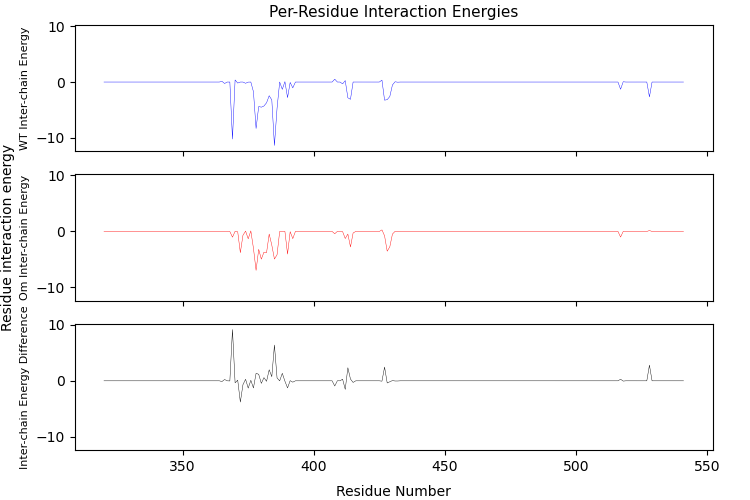 Per-Residue Interaction Energies
Residue interaction energy
WT Inter-chain Energy
10
0
−10
Om Inter-chain Energy
10
0
−10
Inter-chain Energy Difference
10
0
−10
350
400
450
500
550
Residue Number